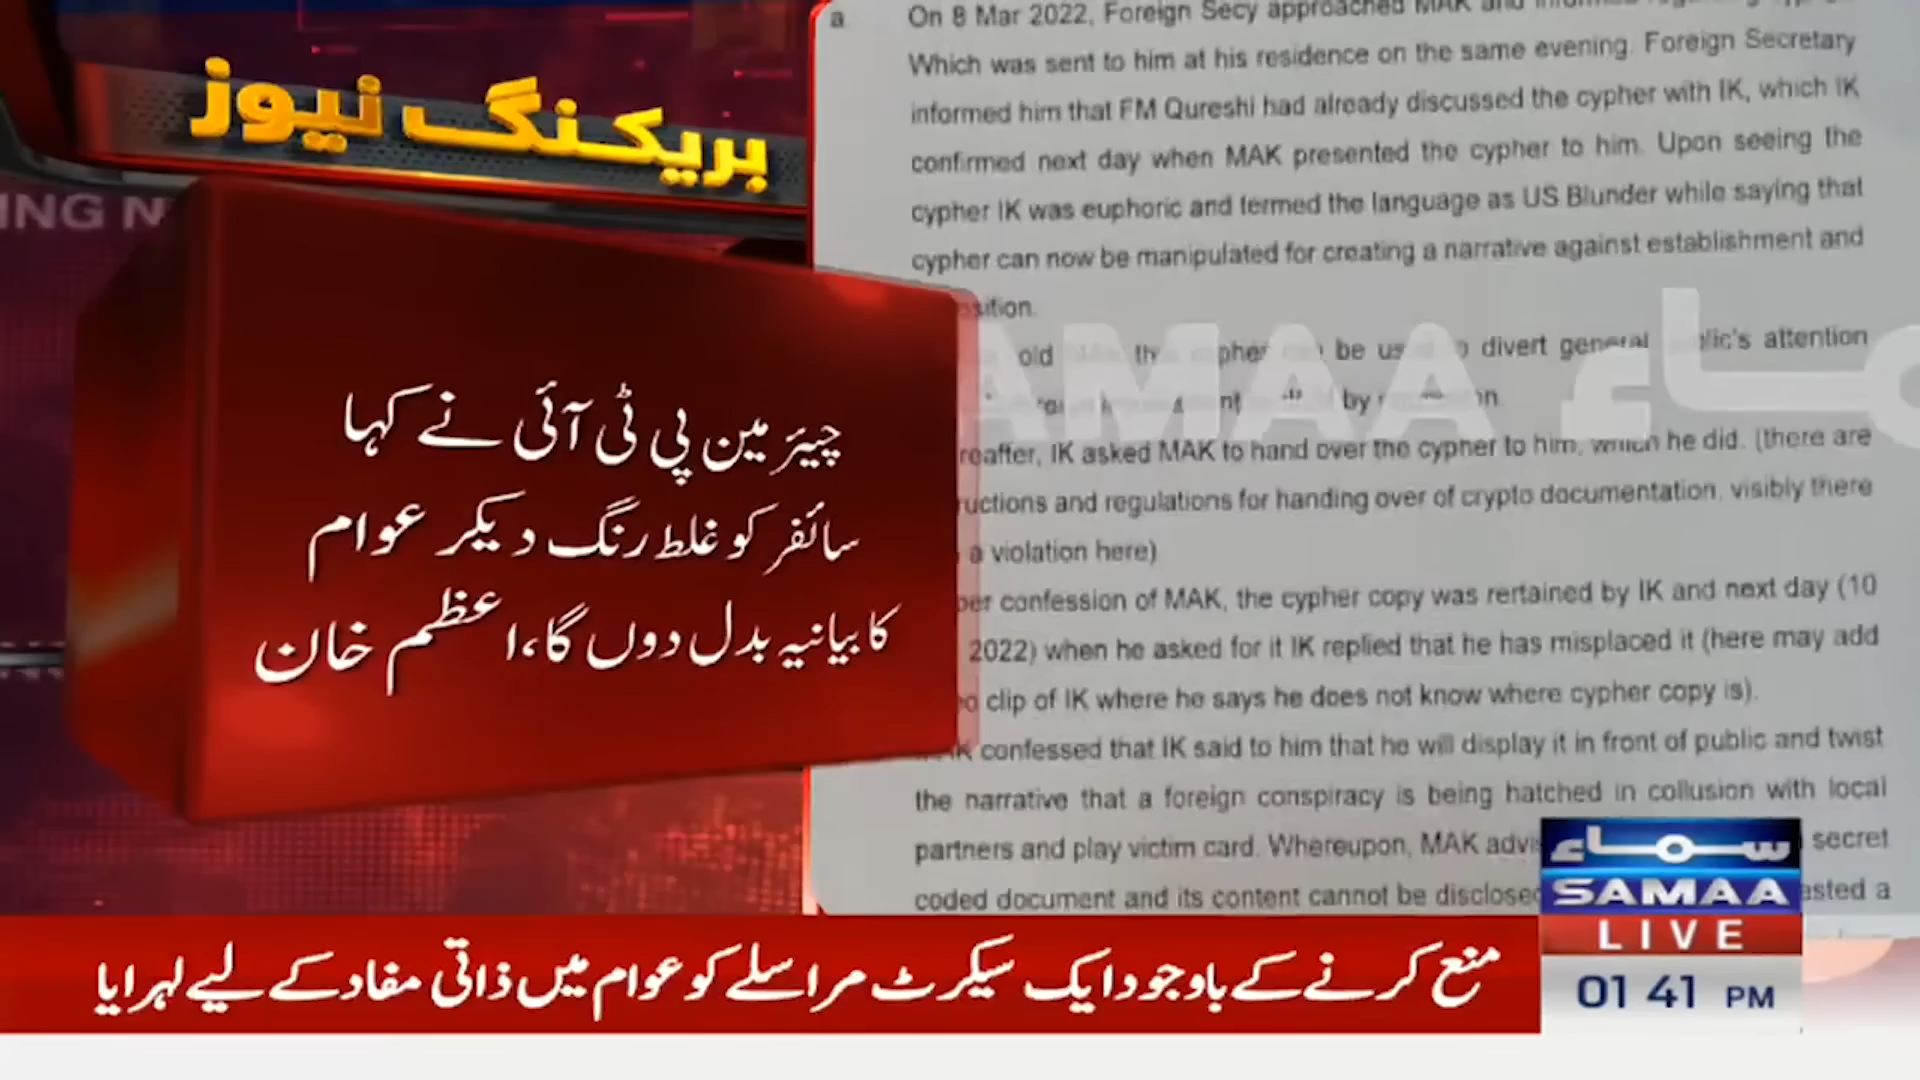 بریکنگ نیوز
ING N
چیئرمین پی ٹی آئی نے کہا
سائفر کو غلط رنگ دیکر عوام
کا بیانیہ بدل دوں گا، اعظم خان
a. On 8 Mar 2022, Foreign Secy approached MAK and
Which was sent to him at his residence on the same evening. Foreign Secretary
informed him that FM Qureshi had already discussed the cypher with IK, which IK
confirmed next day when MAK presented the cypher to him. Upon seeing the
cypher IK was euphoric and termed the language as US Blunder while saying that
cypher can now be manipulated for creating a narrative against establishment and
sition.
old be divert general attention
by
reafter, IK asked MAK to hand over the cypher to him, which he did. (there are
ructions and regulations for handing over of crypto documentation, visibly there
a violation here)
per confession of MAK, the cypher copy was rertained by IK and next day (10
2022) when he asked for it IK replied that he has misplaced it (here may add
o clip of IK where he says he does not know where cypher copy is).
K confessed that IK said to him that he will display it in front of public and twist
the narrative that a foreign conspiracy is being hatched in collusion with local
partners and play victim card. Whereupon, MAK advi secret
coded document and its content cannot be disclosed asted a
SAMAA سماء
سماء
SAMAA
LIVE
01 41 PM
منع کرنے کے باوجود ایک سیکرٹ مراسلے کو عوام میں ذاتی مفاد کے لیے لہرایا